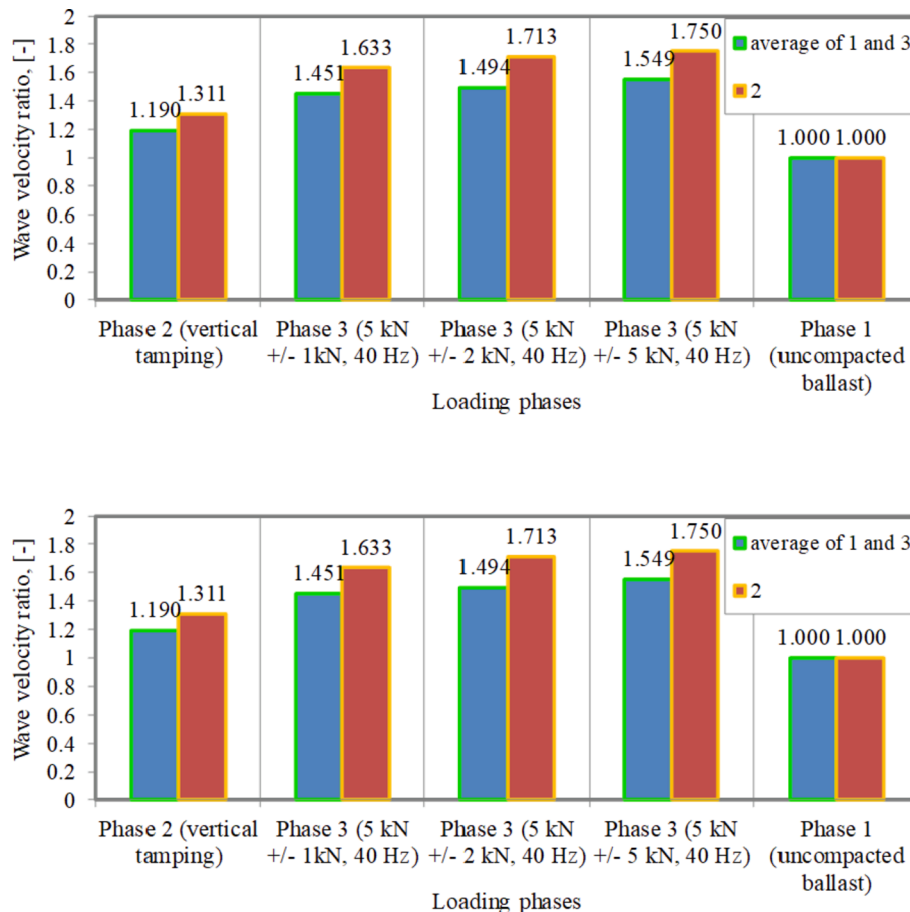 Wave velocity ratio, [-]
2
1.8
1.6
1.4
1.2
1
0.8
0.6
0.4
0.2
0
1.190
1.311
1.451
1.633
1.494
1.713
1.549
1.750
1.000
1.000
average of 1 and 3
2
Phase 2 (vertical
tamping)
Phase 3 (5 kN
+/- 1kN, 40 Hz)
Phase 3 (5 kN
+/- 2 kN, 40 Hz)
Phase 3 (5 kN
+/- 5 kN, 40 Hz)
Phase 1
(uncompacted
ballast)
Loading phases
Wave velocity ratio, [-]
2
1.8
1.6
1.4
1.2
1
0.8
0.6
0.4
0.2
0
1.190
1.311
1.451
1.633
1.494
1.713
1.549
1.750
1.000
1.000
average of 1 and 3
2
Phase 2 (vertical
tamping)
Phase 3 (5 kN
+/- 1kN, 40 Hz)
Phase 3 (5 kN
+/- 2 kN, 40 Hz)
Phase 3 (5 kN
+/- 5 kN, 40 Hz)
Phase 1
(uncompacted
ballast)
Loading phases